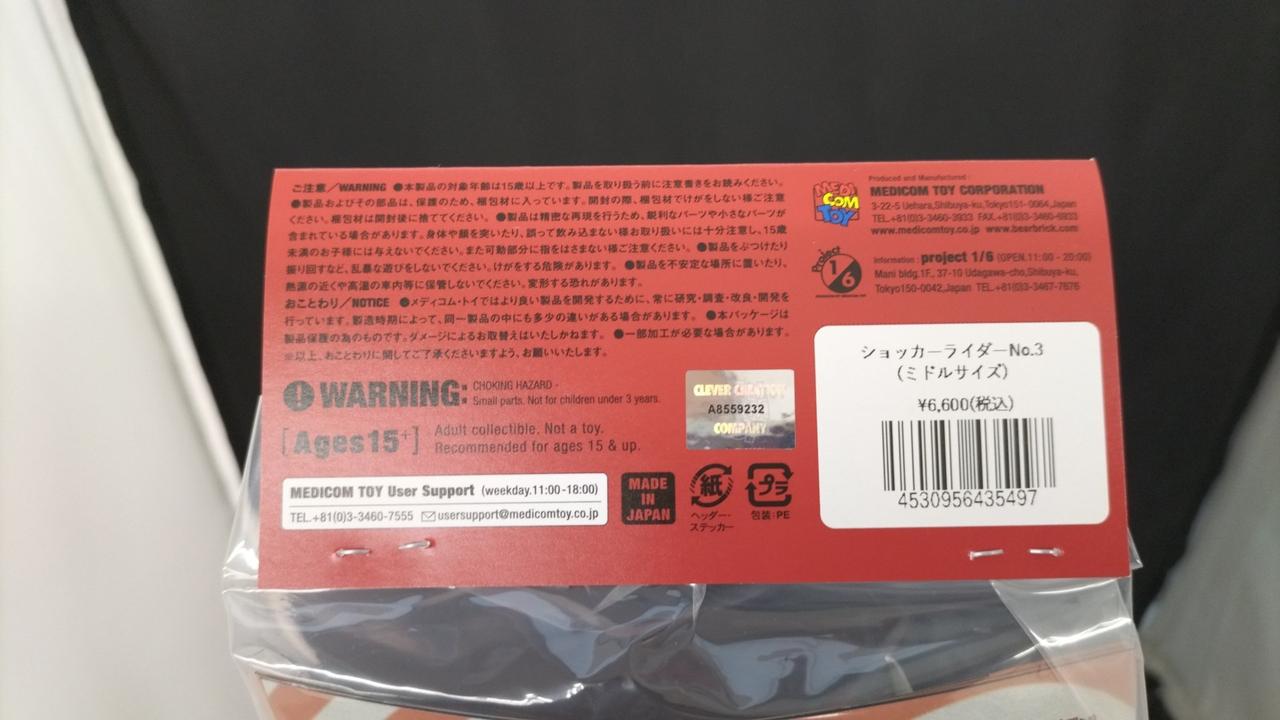 ご注意／WARNING ●本製品の対象年齢は15歳以上です。製品を取り扱う前に注意書きをお読みください。
●製品およびその部品は、保護のため、梱包材に入っています。開封の際、梱包材でけがをしない様ご注意
ください。梱包材は開封後に捨ててください。 ●製品は精密な再現を行うため、鋭利なパーツや小さなパーツが
含まれている場合があります。身体や顔を突いたり、誤って飲み込まない様お取り扱いには十分注意し、15歳
未満のお子様には与えないでください。また可動部分に指をはさまない様ご注意ください。 ●製品をぶつけたり
振り回すなど、乱暴な遊びをしないでください。けがをする危険があります。 ●製品を不安定な場所に置いたり、
熱源の近くや高温の車内等に保管しないでください。変形する恐れがあります。
おことわり／NOTICE ●メディコム・トイではより良い製品を開発するために、常に研究・調査・改良・開発を
行っています。製造時期によって、同一製品の中にも多少の違いがある場合があります。 ●本パッケージは
製品保護の為のものです。ダメージによるお取替えはいたしかねます。 ●一部加工が必要な場合があります。
※以上、おことわりに関してご了承くださいますよう、お願いいたします。
WARNING: CHOKING HAZARD -
Small parts. Not for children under 3 years.
[Ages15+] Adult collectible. Not a toy.
Recommended for ages 15 & up.
MEDICOM TOY User Support (weekday.11:00-18:00)
TEL.+81(0)3-3460-7555 usersupport@medicomtoy.co.jp
CLEVER CREATION
A8559232
COMPANY
MADE
IN
JAPAN
紙
ヘッダー・
ステッカー
プラ
包装:PE
MEDI
COM
TOY
Produced and Manufactured :
MEDICOM TOY CORPORATION
3-22-5 Uehara,Shibuya-ku,Tokyo151-0064,Japan
TEL.+81(0)3-3460-3933 FAX.+81(0)3-3460-6933
www.medicomtoy.co.jp www.bearbrick.com
Project
1/6
Information : project 1/6 (OPEN.11:00 - 20:00)
Mani bldg.1F., 37-10 Udagawa-cho,Shibuya-ku,
Tokyo150-0042,Japan TEL.+81(0)3-3467-7676
ショッカーライダーNo.3
(ミドルサイズ)
¥6,600(税込)
4530956435497